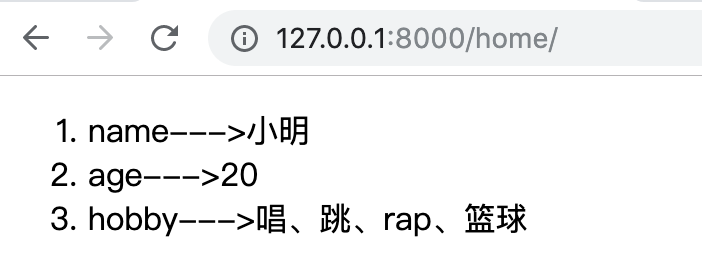 127.0.0.1:8000/home/
1. name--->小明
2. age--->20
3. hobby--->唱、跳、rap、篮球